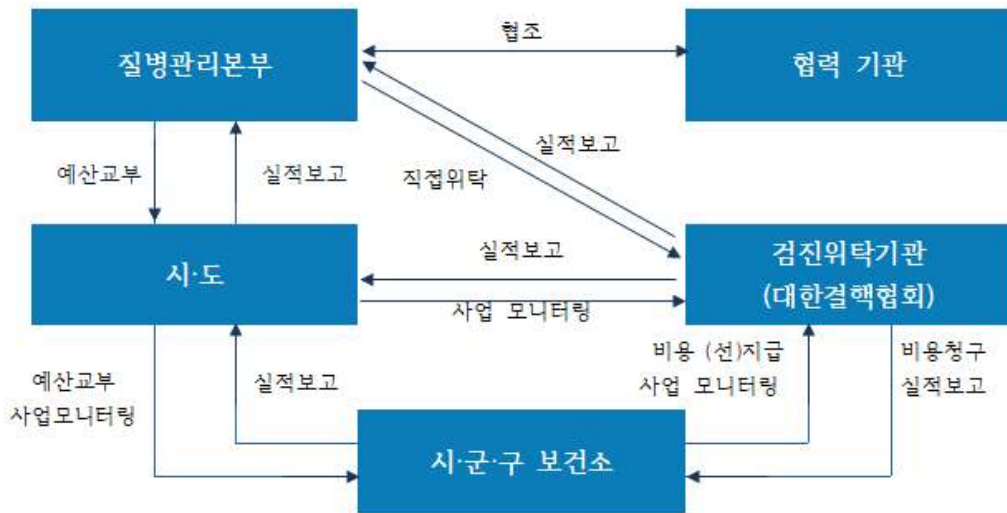 협조
질병관리본부
협력 기관
실적보고
예산교부
실적보고
직접위탁
실적보고
시·도
검진위탁기관
(대한결핵협회)
사업 모니터링
예산교부
사업모니터링
실적보고
비용 (선)지급
사업 모니터링
비용청구
실적보고
시·군·구 보건소